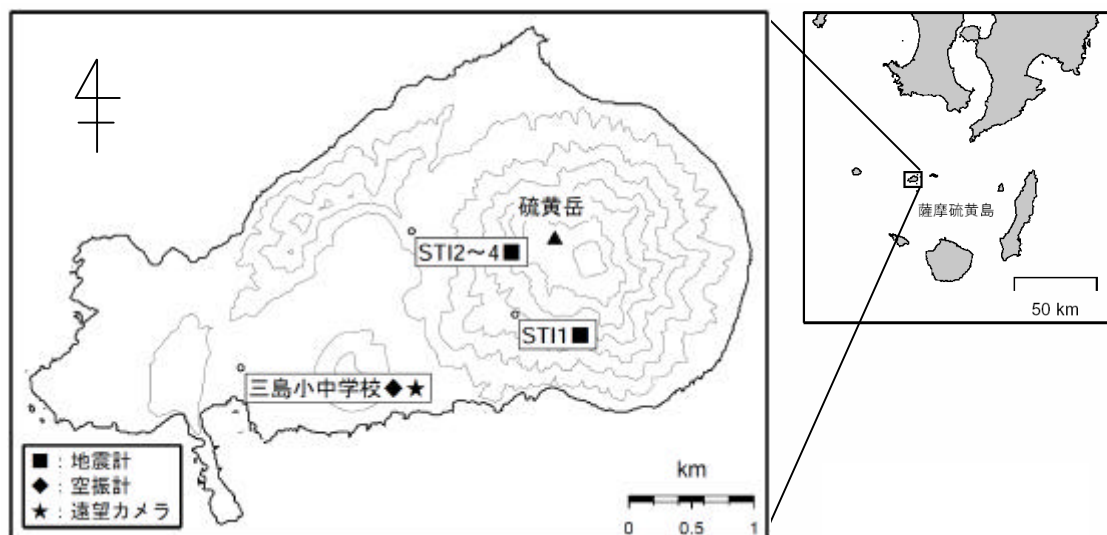 硫黄岳
STI2～4■
STI1■
三島小中学校◆★
■：地震計
◆：空振計
★：遠望カメラ
km
0 0.5 1
薩摩硫黄島
50 km